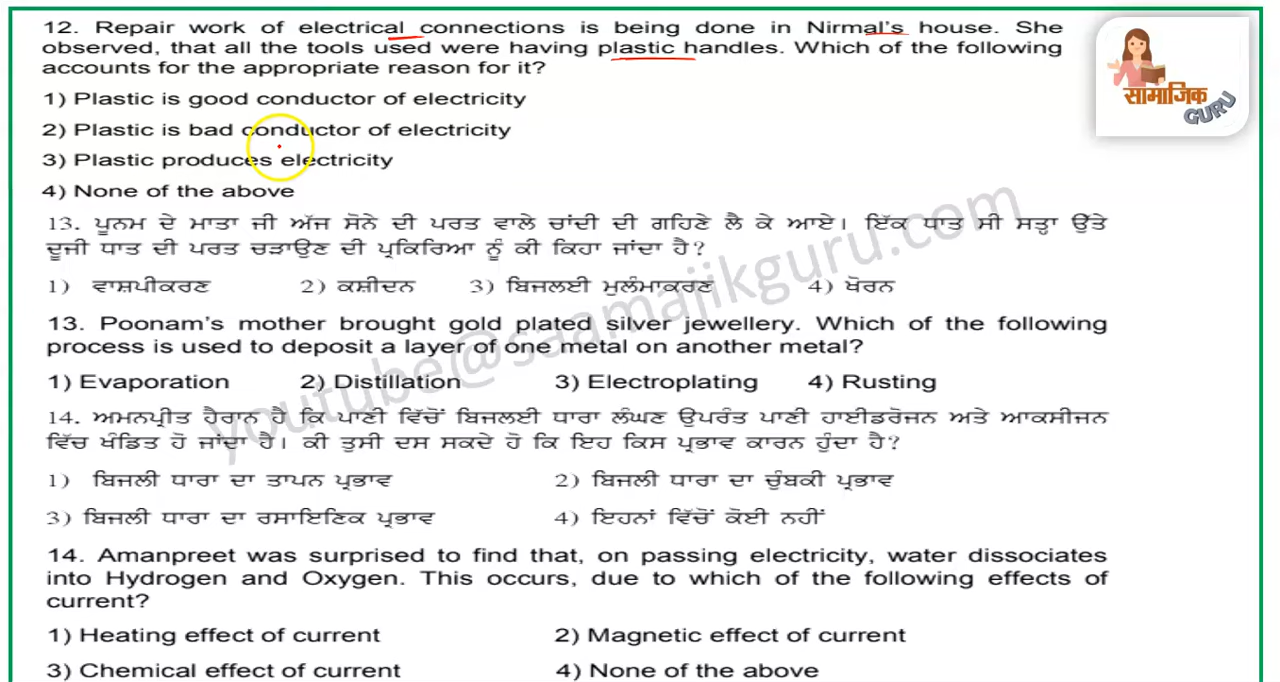 12. Repair work of electrical connections is being done in Nirmal's house. She
observed, that all the tools used were having plastic handles. Which of the following
accounts for the appropriate reason for it?
1) Plastic is good conductor of electricity
2) Plastic is bad conductor of electricity
3) Plastic produces electricity
4) None of the above
सामाजिक
GURU
13. ਪੂਨਮ ਦੇ ਮਾਤਾ ਜੀ ਅੱਜ ਸੋਨੇ ਦੀ ਪਰਤ ਵਾਲੇ ਚਾਂਦੀ ਦੀ ਗਹਿਣੇ ਲੈ ਕੇ ਆਏ। ਇੱਕ ਧਾਤ ਸੀ ਸਤ੍ਹਾ ਉੱਤੇ
ਦੂਜੀ ਧਾਤ ਦੀ ਪਰਤ ਚੜਾਉਣ ਦੀ ਪ੍ਰਕਿਰਿਆ ਨੂੰ ਕੀ ਕਿਹਾ ਜਾਂਦਾ ਹੈ?
1) ਵਾਸ਼ਪੀਕਰਣ 2) ਕਸ਼ੀਦਨ 3) ਬਿਜਲਈ ਮੁਲੰਮਾਕਰਣ 4) ਖੋਰਨ
13. Poonam's mother brought gold plated silver jewellery. Which of the following
process is used to deposit a layer of one metal on another metal?
1) Evaporation 2) Distillation 3) Electroplating 4) Rusting
14. ਅਮਨਪ੍ਰੀਤ ਹੈਰਾਨ ਹੈ ਕਿ ਪਾਣੀ ਵਿੱਚੋਂ ਬਿਜਲਈ ਧਾਰਾ ਲੰਘਣ ਉਪਰੰਤ ਪਾਣੀ ਹਾਈਡਰੋਜਨ ਅਤੇ ਆਕਸੀਜਨ
ਵਿੱਚ ਖੰਡਿਤ ਹੋ ਜਾਂਦਾ ਹੈ। ਕੀ ਤੁਸੀ ਦਸ ਸਕਦੇ ਹੋ ਕਿ ਇਹ ਕਿਸ ਪ੍ਰਭਾਵ ਕਾਰਨ ਹੁੰਦਾ ਹੈ?
1) ਬਿਜਲੀ ਧਾਰਾ ਦਾ ਤਾਪਨ ਪ੍ਰਭਾਵ 2) ਬਿਜਲੀ ਧਾਰਾ ਦਾ ਚੁੰਬਕੀ ਪ੍ਰਭਾਵ
3) ਬਿਜਲੀ ਧਾਰਾ ਦਾ ਰਸਾਇਣਿਕ ਪ੍ਰਭਾਵ 4) ਇਹਨਾਂ ਵਿੱਚੋਂ ਕੋਈ ਨਹੀਂ
14. Amanpreet was surprised to find that, on passing electricity, water dissociates
into Hydrogen and Oxygen. This occurs, due to which of the following effects of
current?
1) Heating effect of current 2) Magnetic effect of current
3) Chemical effect of current 4) None of the above
youtube@saamajikguru.com